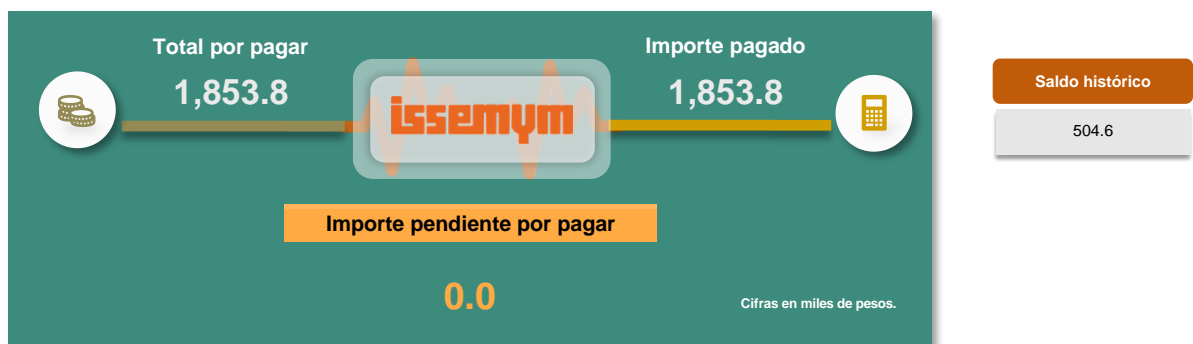 Total por pagar
1,853.8
issemym
Importe pagado
1,853.8
Importe pendiente por pagar
0.0
Cifras en miles de pesos.
Saldo histórico
504.6